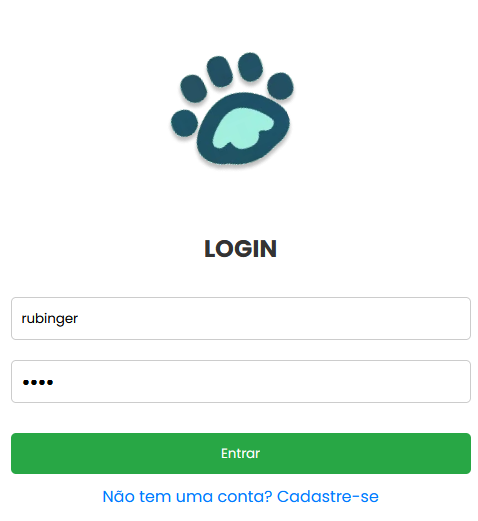 LOGIN
rubinger
••••
Entrar
Não tem uma conta? Cadastre-se